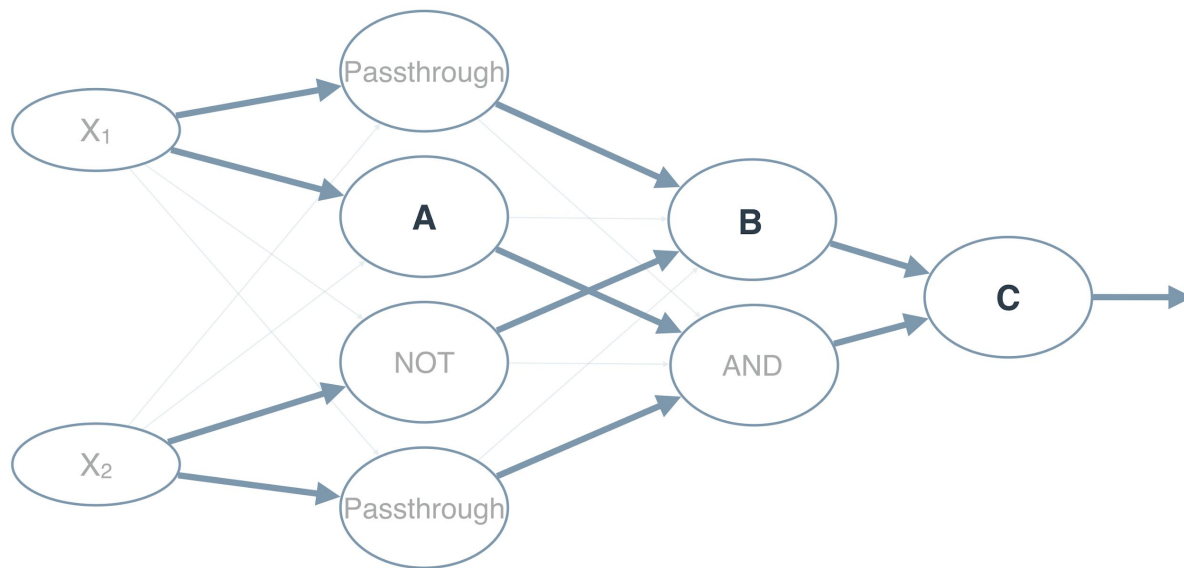 Passthrough
X₁
A
B
C
NOT
AND
X₂
Passthrough